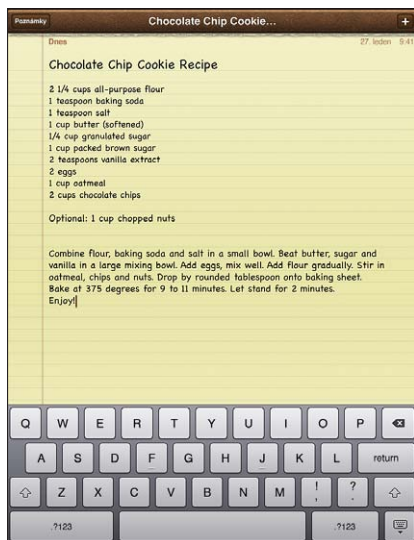 Poznámky
Chocolate Chip Cookie...
+
Dnes
27. leden 9:41
Chocolate Chip Cookie Recipe
2 1/4 cups all-purpose flour
1 teaspoon baking soda
1 teaspoon salt
1 cup butter (softened)
1/4 cup granulated sugar
1 cup packed brown sugar
2 teaspoons vanilla extract
2 eggs
1 cup oatmeal
2 cups chocolate chips
Optional: 1 cup chopped nuts
Combine flour, baking soda and salt in a small bowl. Beat butter, sugar and
vanilla in a large mixing bowl. Add eggs, mix well. Add flour gradually. Stir in
oatmeal, chips and nuts. Drop by rounded tablespoon onto baking sheet.
Bake at 375 degrees for 9 to 11 minutes. Let stand for 2 minutes.
Enjoy!
Q W E R T Y U I O P
A S D F G H J K L return
Z X C V B N M ! , ? .
.?123 .?123